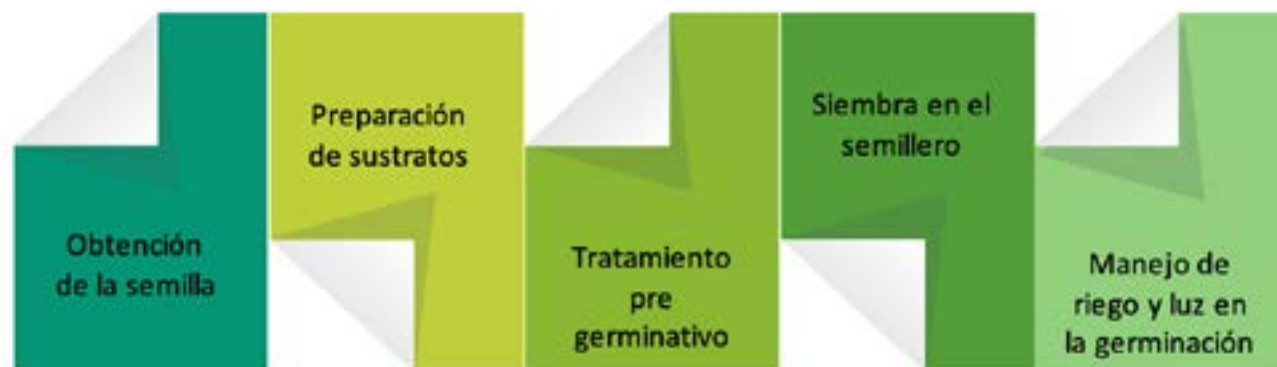 Obtención
de la semilla
Preparación
de sustratos
Tratamiento
pre
germinativo
Siembra en el
semillero
Manejo de
riego y luz en
la germinación